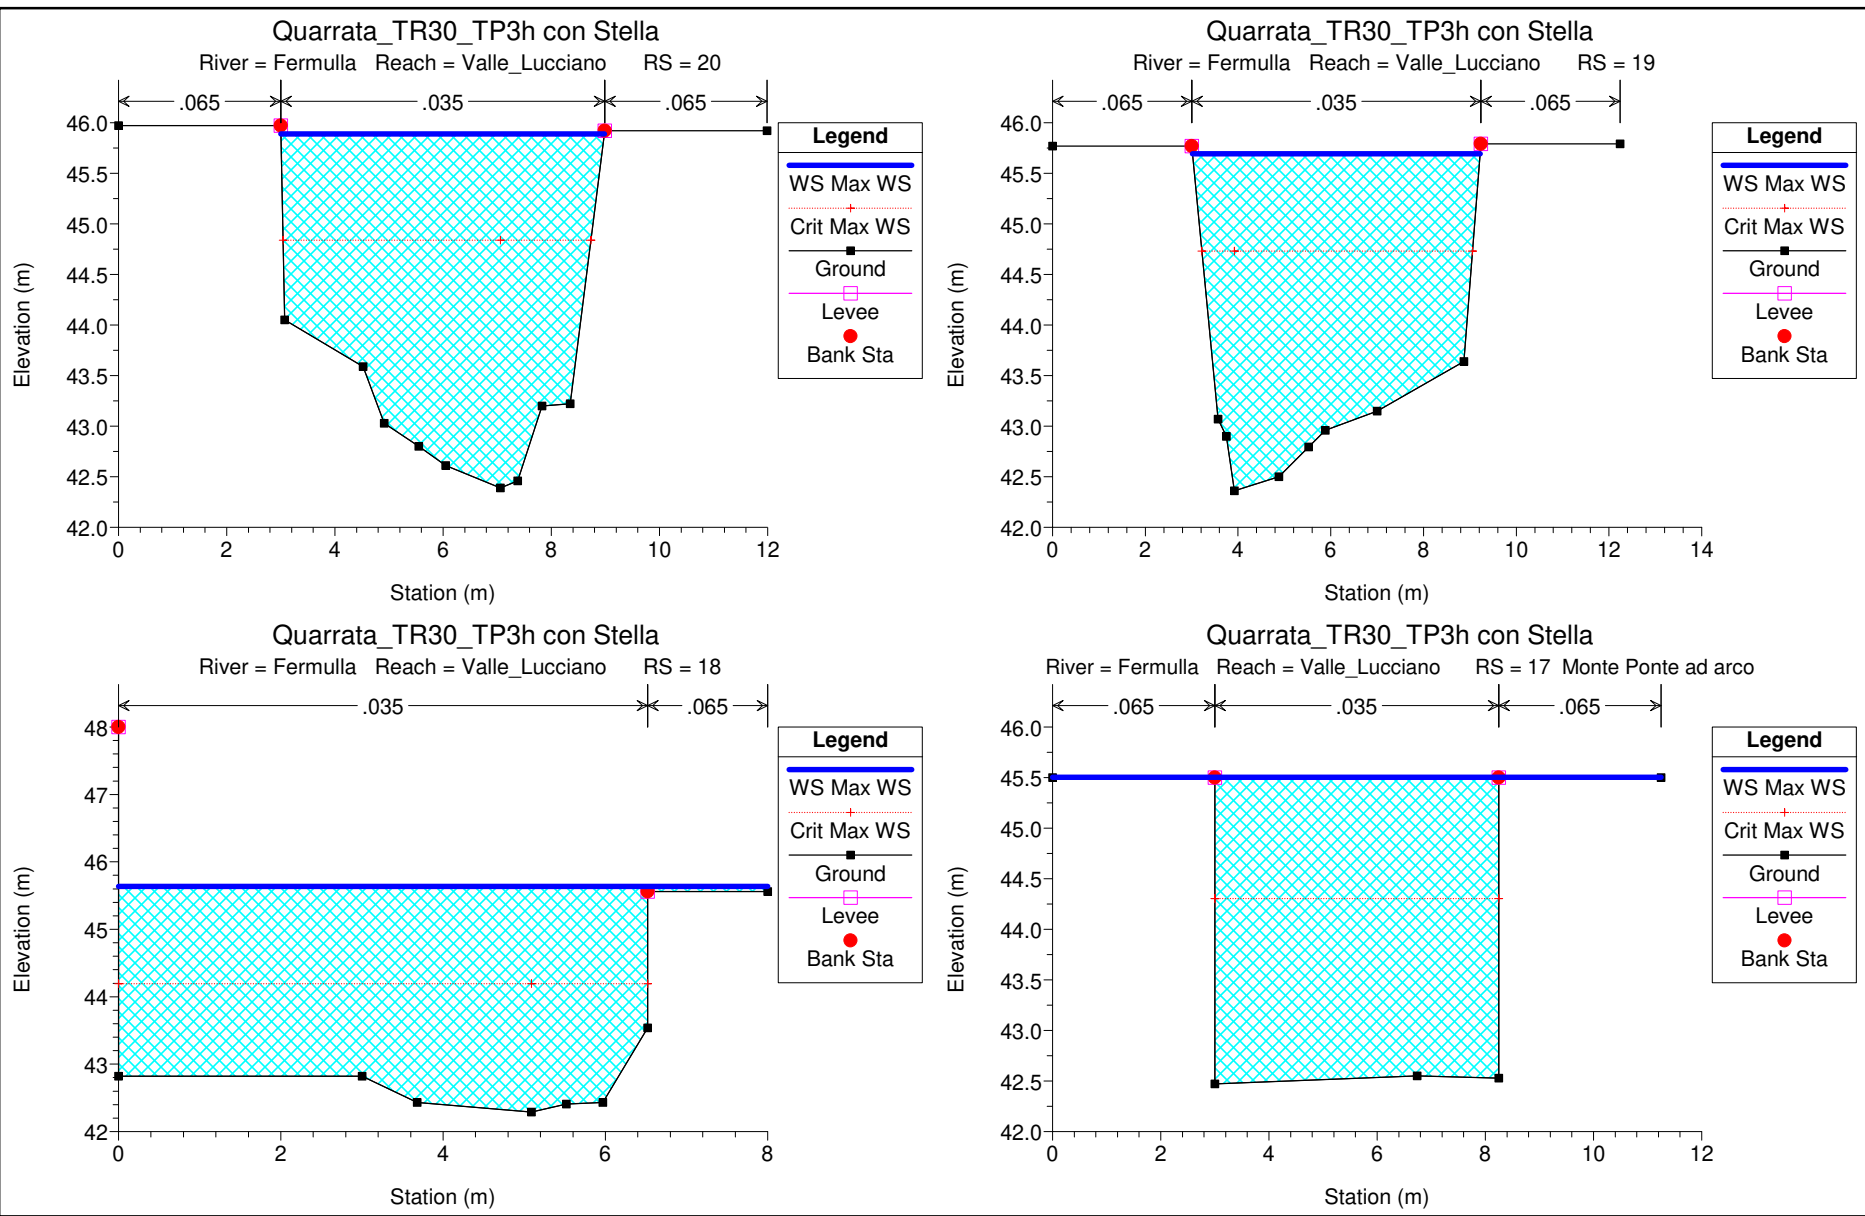 Quarrata_TR30_TP3h con Stella
River = Fermulla Reach = Valle_Lucciano RS = 20
.065 .035 .065
46.0
45.5
45.0
44.5
44.0
43.5
43.0
42.5
42.0
Elevation (m)
0 2 4 6 8 10 12
Station (m)
Legend
WS Max WS
Crit Max WS
Ground
Levee
Bank Sta
Quarrata_TR30_TP3h con Stella
River = Fermulla Reach = Valle_Lucciano RS = 19
.065 .035 .065
46.0
45.5
45.0
44.5
44.0
43.5
43.0
42.5
42.0
Elevation (m)
0 2 4 6 8 10 12 14
Station (m)
Legend
WS Max WS
Crit Max WS
Ground
Levee
Bank Sta
Quarrata_TR30_TP3h con Stella
River = Fermulla Reach = Valle_Lucciano RS = 18
.035 .065
48
47
46
45
44
43
42
Elevation (m)
0 2 4 6 8
Station (m)
Legend
WS Max WS
Crit Max WS
Ground
Levee
Bank Sta
Quarrata_TR30_TP3h con Stella
River = Fermulla Reach = Valle_Lucciano RS = 17 Monte Ponte ad arco
.065 .035 .065
46.0
45.5
45.0
44.5
44.0
43.5
43.0
42.5
42.0
Elevation (m)
0 2 4 6 8 10 12
Station (m)
Legend
WS Max WS
Crit Max WS
Ground
Levee
Bank Sta